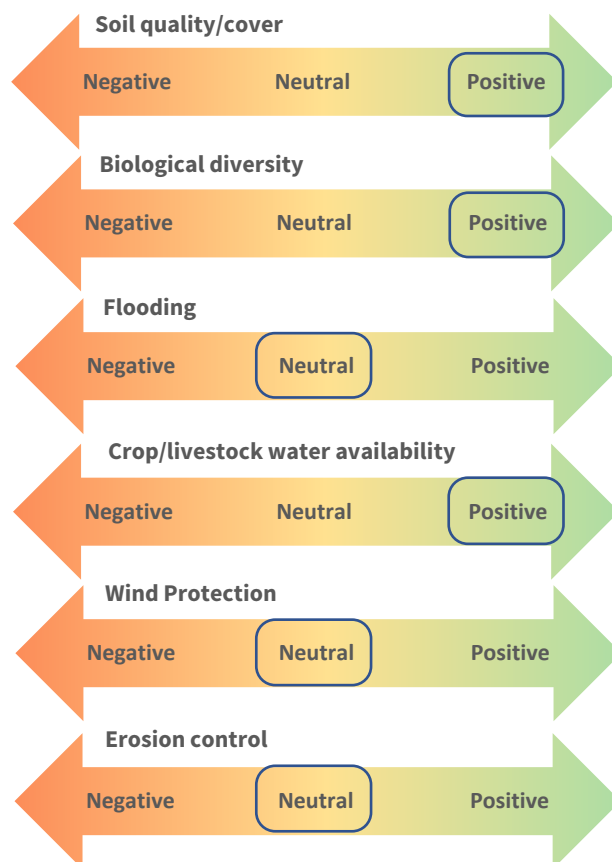 Soil quality/cover
Negative Neutral Positive
Biological diversity
Negative Neutral Positive
Flooding
Negative Neutral Positive
Crop/livestock water availability
Negative Neutral Positive
Wind Protection
Negative Neutral Positive
Erosion control
Negative Neutral Positive